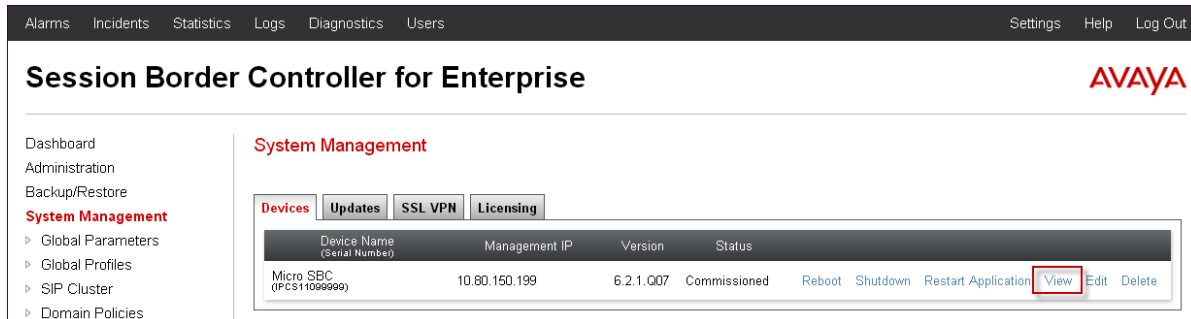 Alarms Incidents Statistics Logs Diagnostics Users Settings Help Log Out
Session Border Controller for Enterprise
AVAYA
Dashboard
Administration
Backup/Restore
System Management
Global Parameters
Global Profiles
SIP Cluster
Domain Policies
System Management
Devices Updates SSL VPN Licensing
Device Name Management IP Version Status
(Serial Number)
Micro SBC 10.80.150.199 6.2.1.Q07 Commissioned Reboot Shutdown Restart Application View Edit Delete
(IPCS11099999)